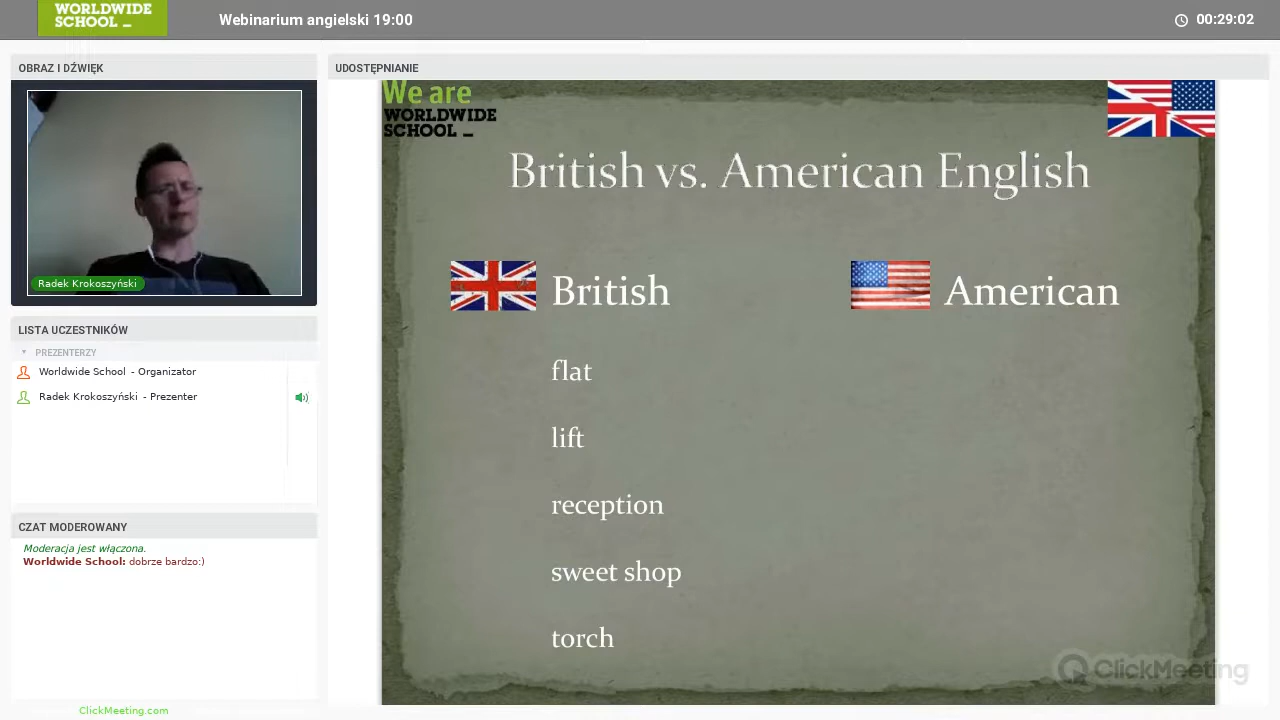 WORLDWIDE
SCHOOL _
Webinarium angielski 19:00
00:29:02
OBRAZ I DŹWIĘK
Radek Krokoszyński
LISTA UCZESTNIKÓW
PREZENTERZY
Worldwide School - Organizator
Radek Krokoszyński - Prezenter
CZAT MODEROWANY
Moderacja jest włączona.
Worldwide School: dobrze bardzo:)
ClickMeeting.com
UDOSTĘPNIANIE
We are
WORLDWIDE
SCHOOL _
British vs. American English
British
American
flat
lift
reception
sweet shop
torch
ClickMeeting